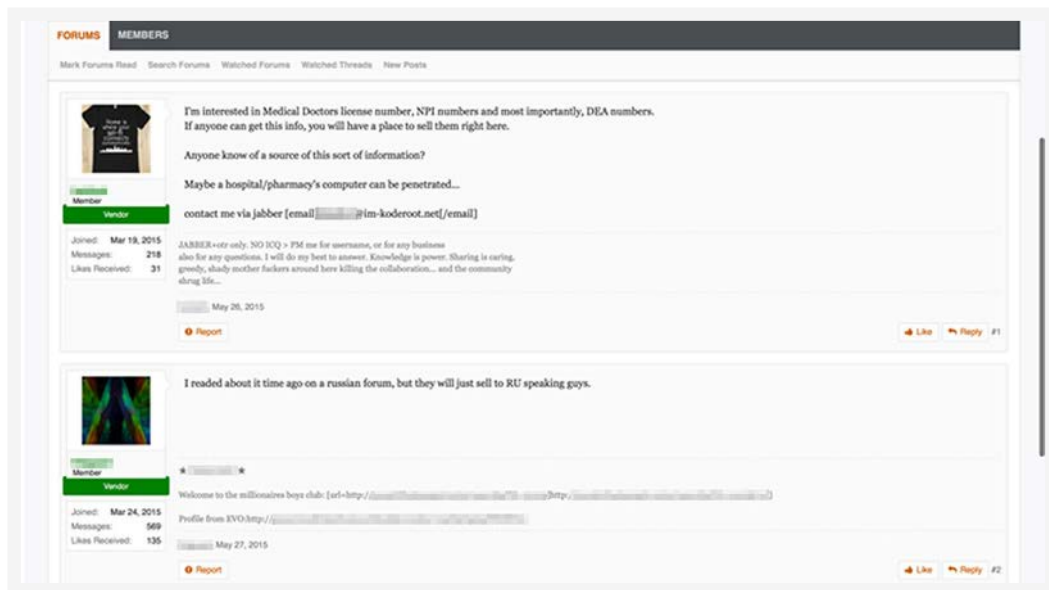 FORUMS MEMBERS
Mark Forums Read Search Forums Watched Forums Watched Threads New Posts
I'm interested in Medical Doctors license number, NPI numbers and most importantly, DEA numbers.
If anyone can get this info, you will have a place to sell them right here.
Anyone know of a source of this sort of information?
Maybe a hospital/pharmacy's computer can be penetrated...
contact me via jabber [email] @im-koderoot.net[/email]
Member
Vendor
Joined: Mar 19, 2015
Messages: 218
Likes Received: 31
JABBER+otr only. NO ICQ > PM me for username, or for any business
also for any questions. I will do my best to answer. Knowledge is power. Sharing is caring,
greedy, shady mother fuckers around here killing the collaboration... and the community
shrug life...
May 26, 2015
Report
Like Reply #1
I readed about it time ago on a russian forum, but they will just sell to RU speaking guys.
Member
Vendor
Joined: Mar 24, 2015
Messages: 569
Likes Received: 135
★ ★
Welcome to the millionaires boys club: [url=http:// ]http:/
Profile from EVO:http://
May 27, 2015
Report
Like Reply #2